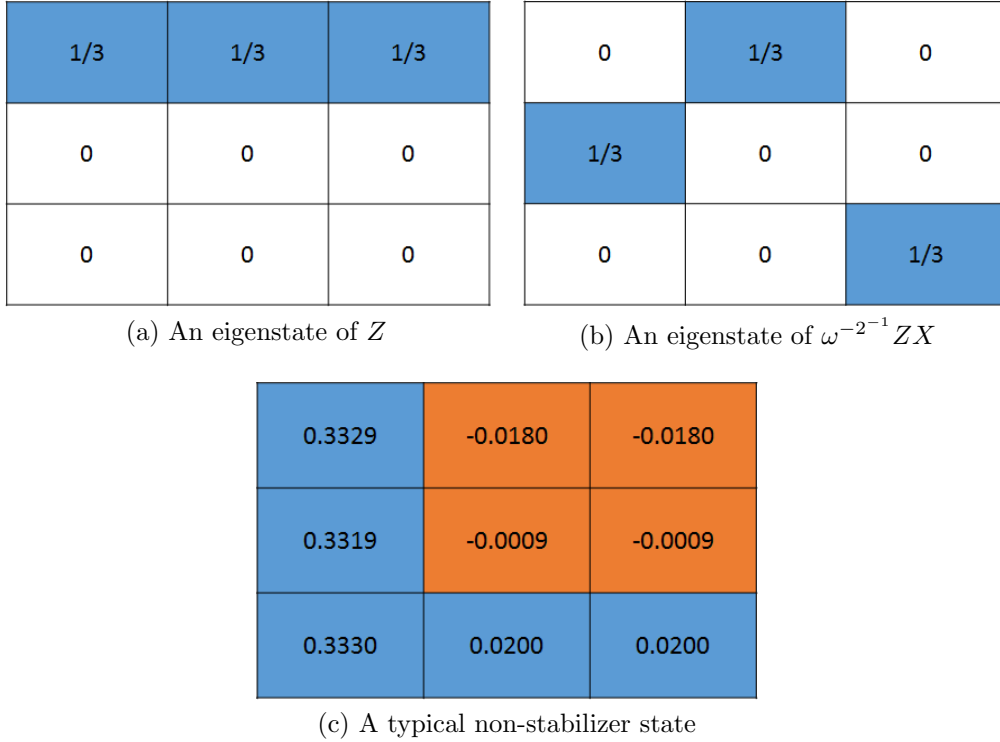 1/3 1/3 1/3
0 0 0
0 0 0
(a) An eigenstate of Z
0 1/3 0
1/3 0 0
0 0 1/3
(b) An eigenstate of ω^{-2^{-1}} ZX
0.3329 -0.0180 -0.0180
0.3319 -0.0009 -0.0009
0.3330 0.0200 0.0200
(c) A typical non-stabilizer state